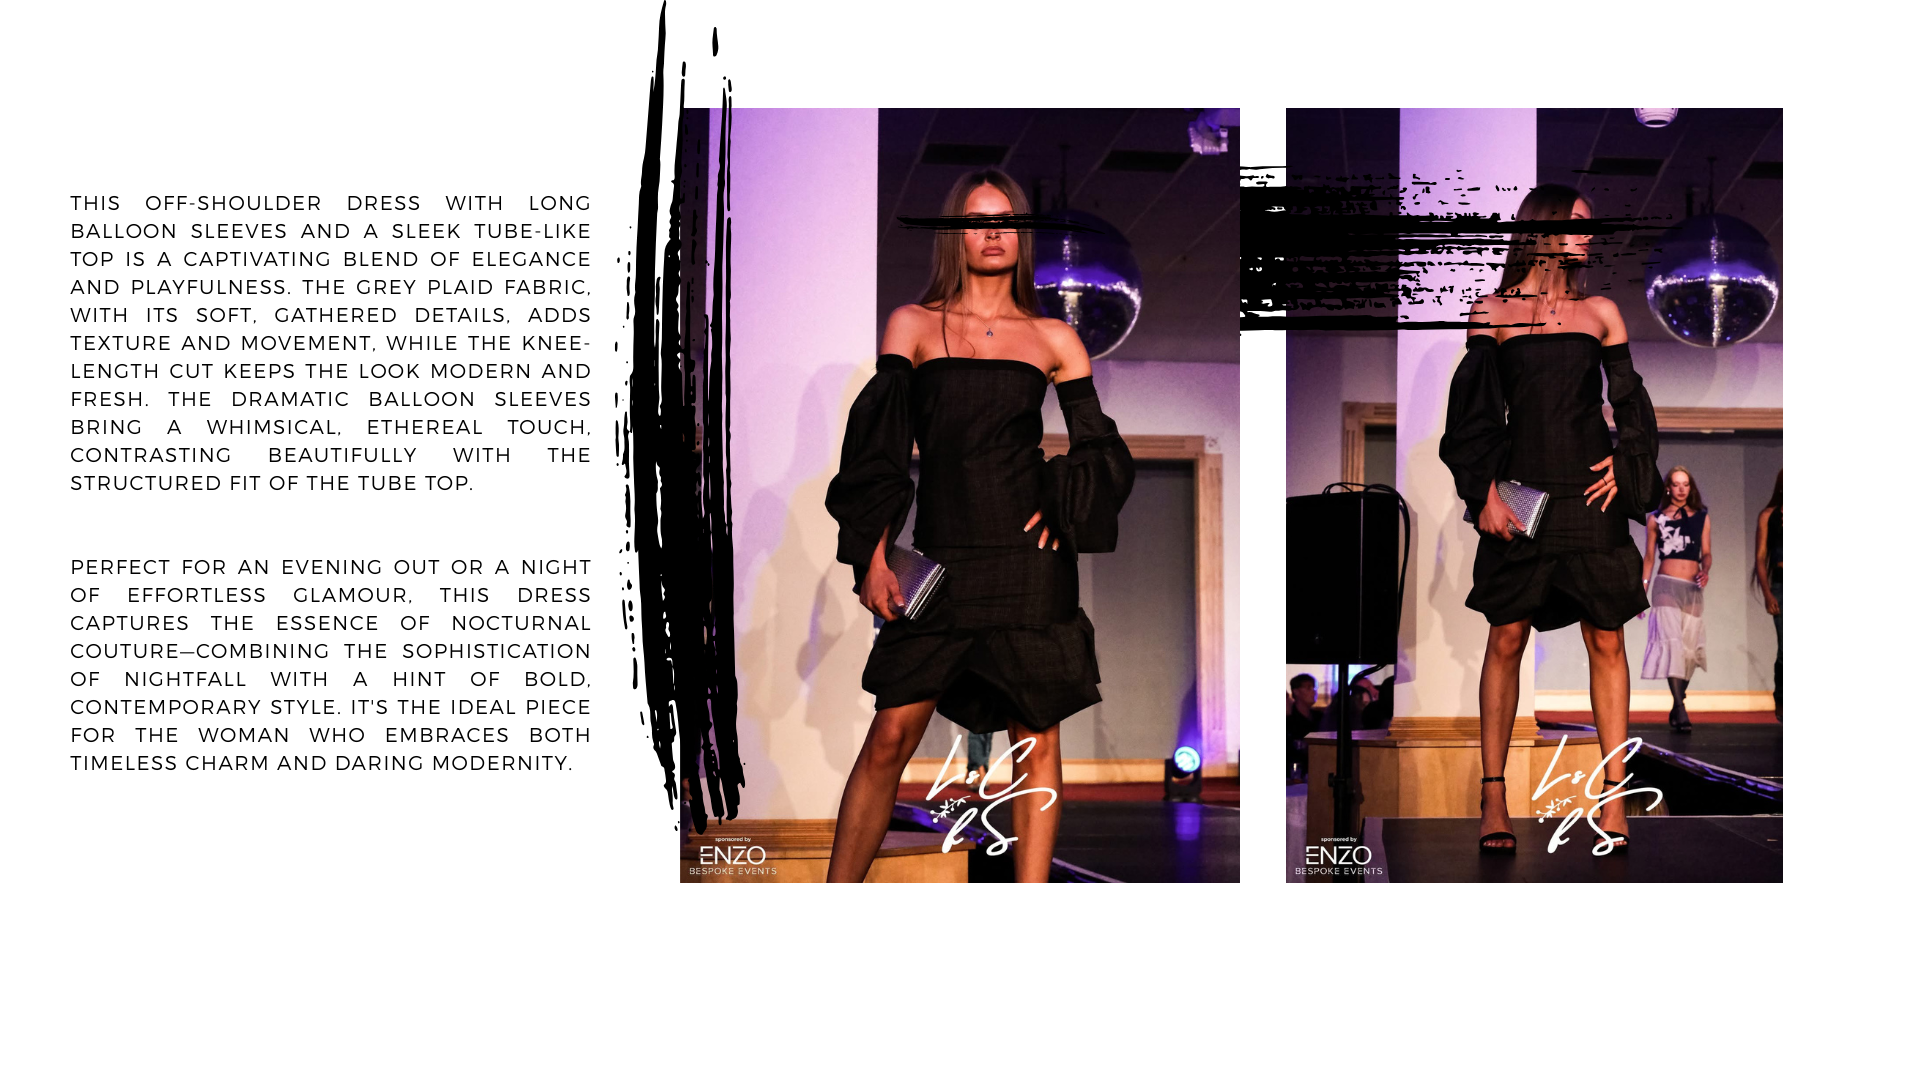 THIS OFF-SHOULDER DRESS WITH LONG
BALLOON SLEEVES AND A SLEEK TUBE-LIKE
TOP IS A CAPTIVATING BLEND OF ELEGANCE
AND PLAYFULNESS. THE GREY PLAID FABRIC,
WITH ITS SOFT, GATHERED DETAILS, ADDS
TEXTURE AND MOVEMENT, WHILE THE KNEE-
LENGTH CUT KEEPS THE LOOK MODERN AND
FRESH. THE DRAMATIC BALLOON SLEEVES
BRING A WHIMSICAL, ETHEREAL TOUCH,
CONTRASTING BEAUTIFULLY WITH THE
STRUCTURED FIT OF THE TUBE TOP.
PERFECT FOR AN EVENING OUT OR A NIGHT
OF EFFORTLESS GLAMOUR, THIS DRESS
CAPTURES THE ESSENCE OF NOCTURNAL
COUTURE—COMBINING THE SOPHISTICATION
OF NIGHTFALL WITH A HINT OF BOLD,
CONTEMPORARY STYLE. IT'S THE IDEAL PIECE
FOR THE WOMAN WHO EMBRACES BOTH
TIMELESS CHARM AND DARING MODERNITY.
sponsored by
ENZO
BESPOKE EVENTS
L&C
sponsored by
ENZO
BESPOKE EVENTS
L&C